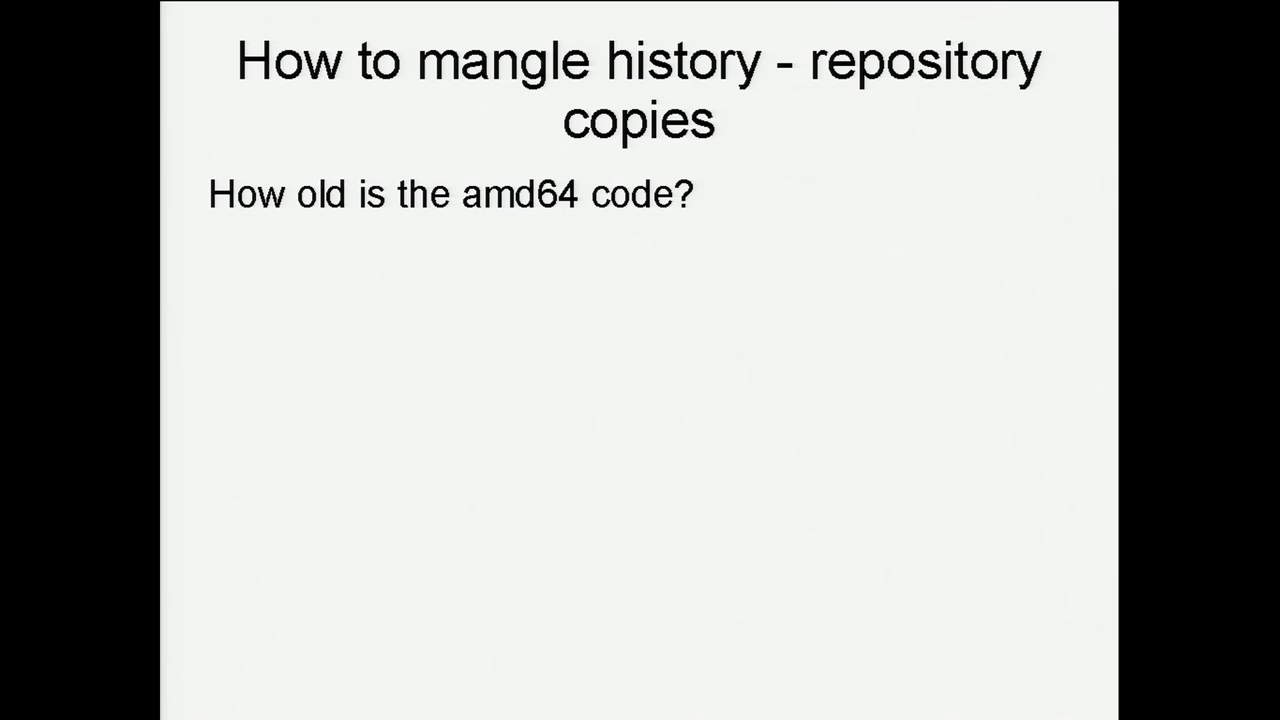 How to mangle history - repository
copies
How old is the amd64 code?